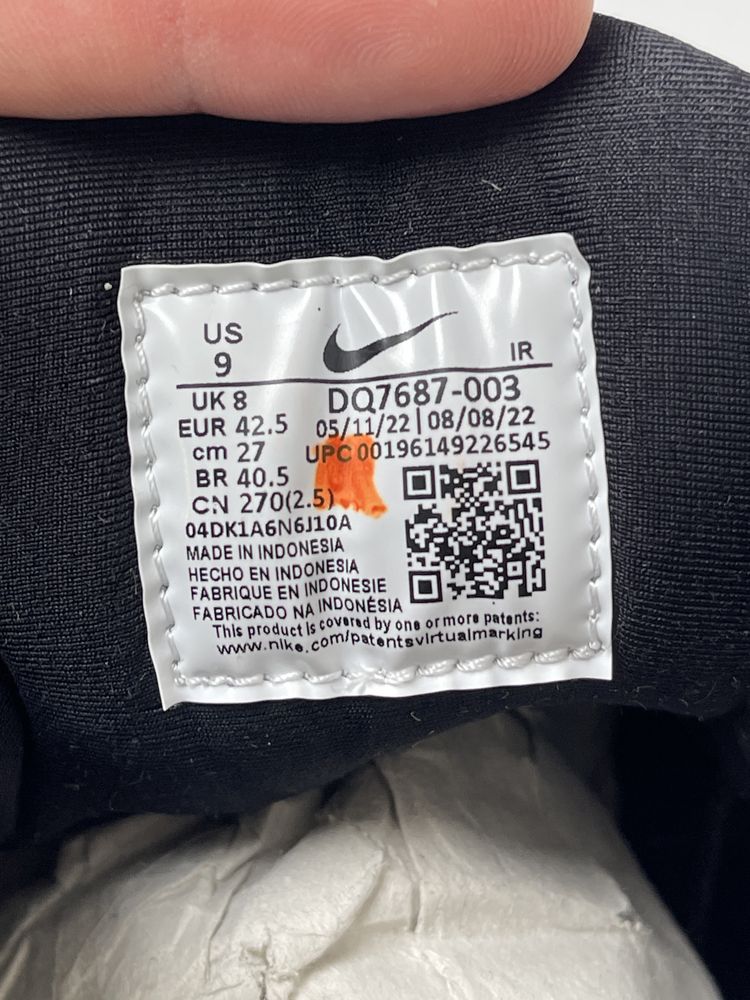 US
9
IR
UK 8
DQ7687-003
EUR 42.5
05/11/22 | 08/08/22
cm 27
UPC 00196149226545
BR 40.5
CN 270(2.5)
04DK1A6N6J10A
MADE IN INDONESIA
HECHO EN INDONESIA
FABRIQUE EN INDONESIE
FABRICADO NA INDONÉSIA
This product is covered by one or more patents:
www.nike.com/patentsvirtualmarking